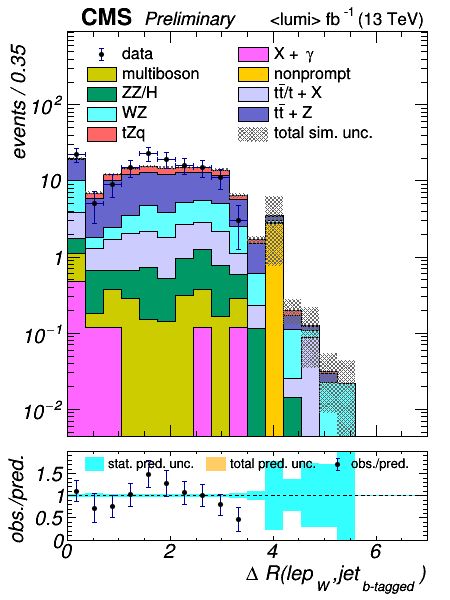 CMS Preliminary <lumi> fb⁻¹ (13 TeV)
events / 0.35
data
multiboson
ZZ/H
WZ
tZq
X + γ
nonprompt
tt̄/t + X
tt̄ + Z
total sim. unc.
10²
10
1
10⁻¹
10⁻²
obs./pred.
stat. pred. unc. total pred. unc. obs./pred.
1.5
1
0.5
0
0 2 4 6
Δ R(lep_W,jet_b-tagged)